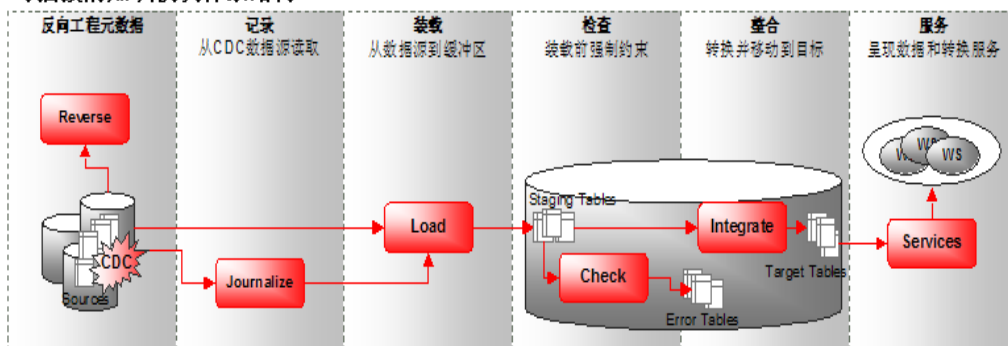 反向工程元数据
记录
从CDC数据源读取
装载
从数据源到缓冲区
检查
装载前强制约束
整合
转换并移动到目标
服务
呈现数据和转换服务
Reverse
WS
Staging Tables
Load
Integrate
Services
CDC
Journalize
Check
Target Tables
Sources
Error Tables